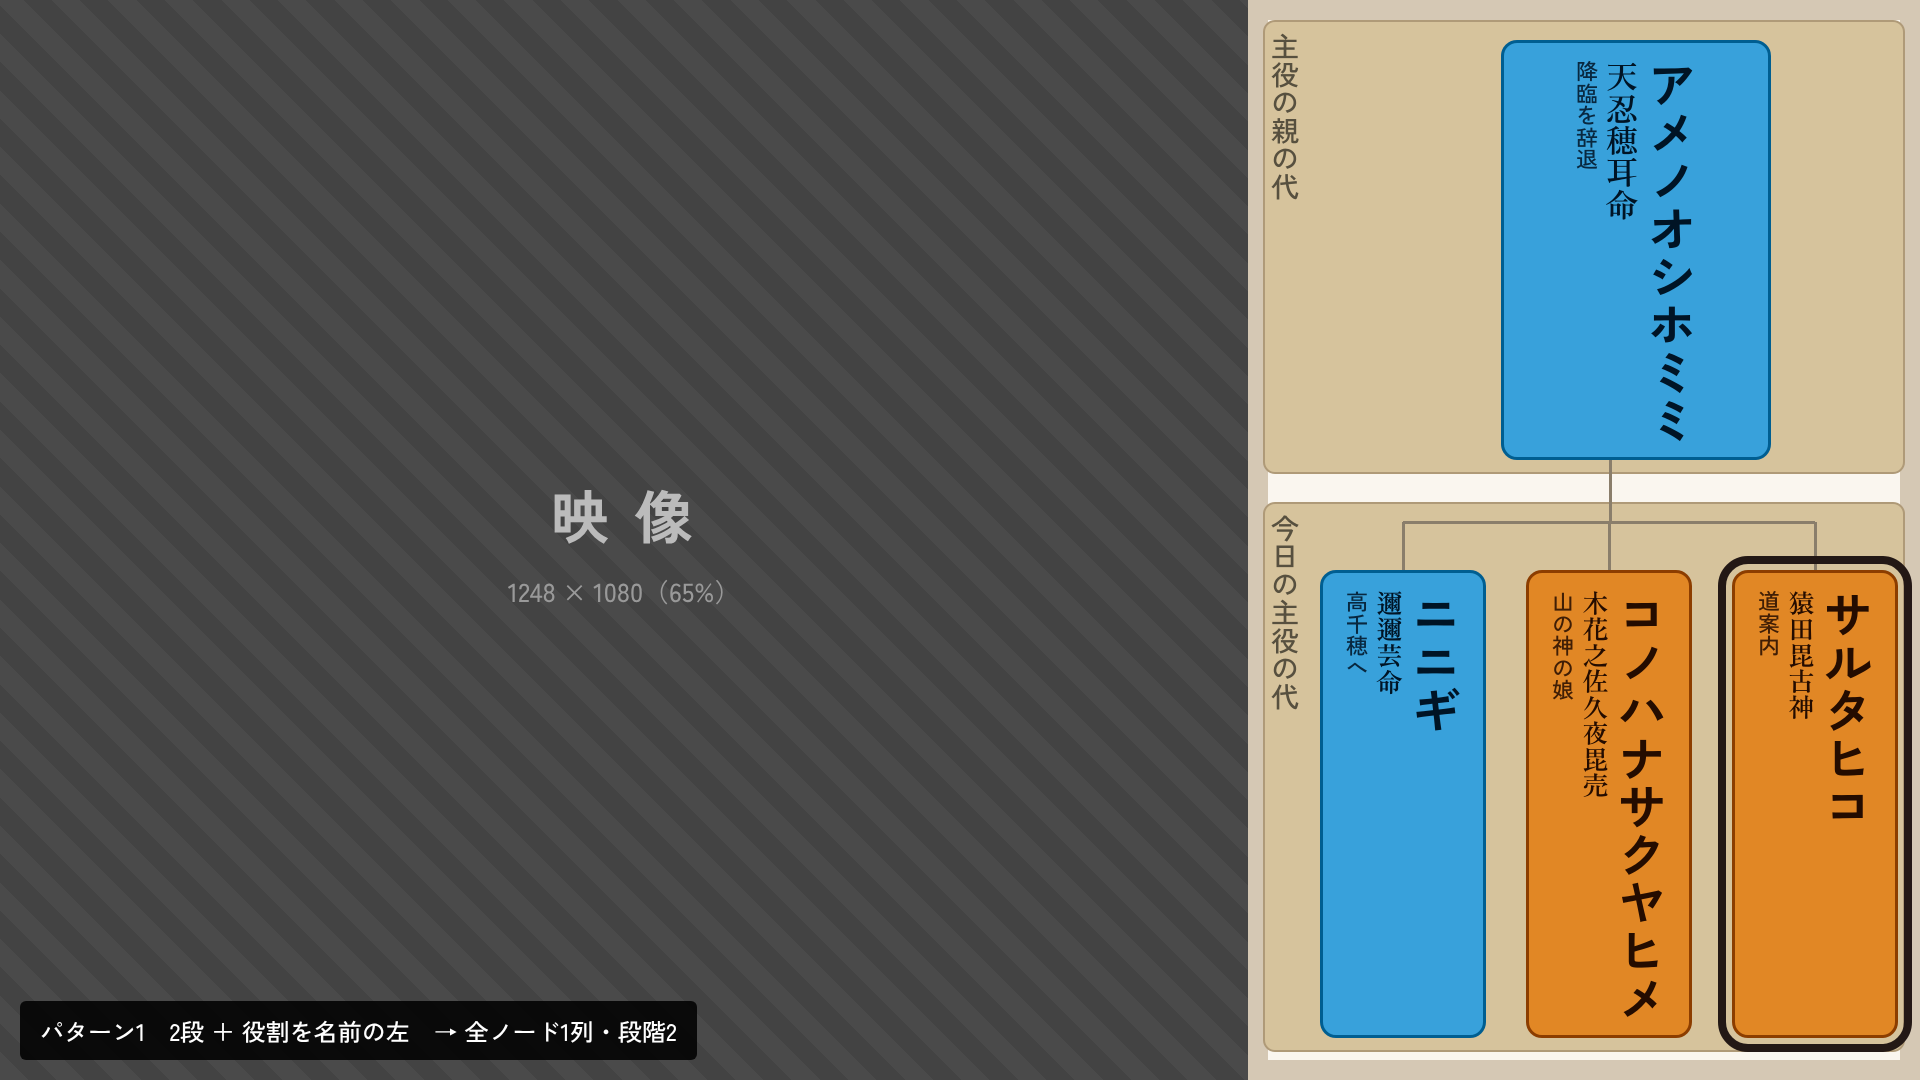 映像
1248 × 1080（65%）
パターン1　2段 ＋ 役割を名前の左　→ 全ノード1列・段階2
主役の親の代
アメノオシホミミ
天忍穂耳命
降臨を辞退
今日の主役の代
サルタヒコ
猿田毘古神
道案内
コノハナサクヤヒメ
木花之佐久夜毘売
山の神の娘
ニニギ
邇邇芸命
高千穂へ